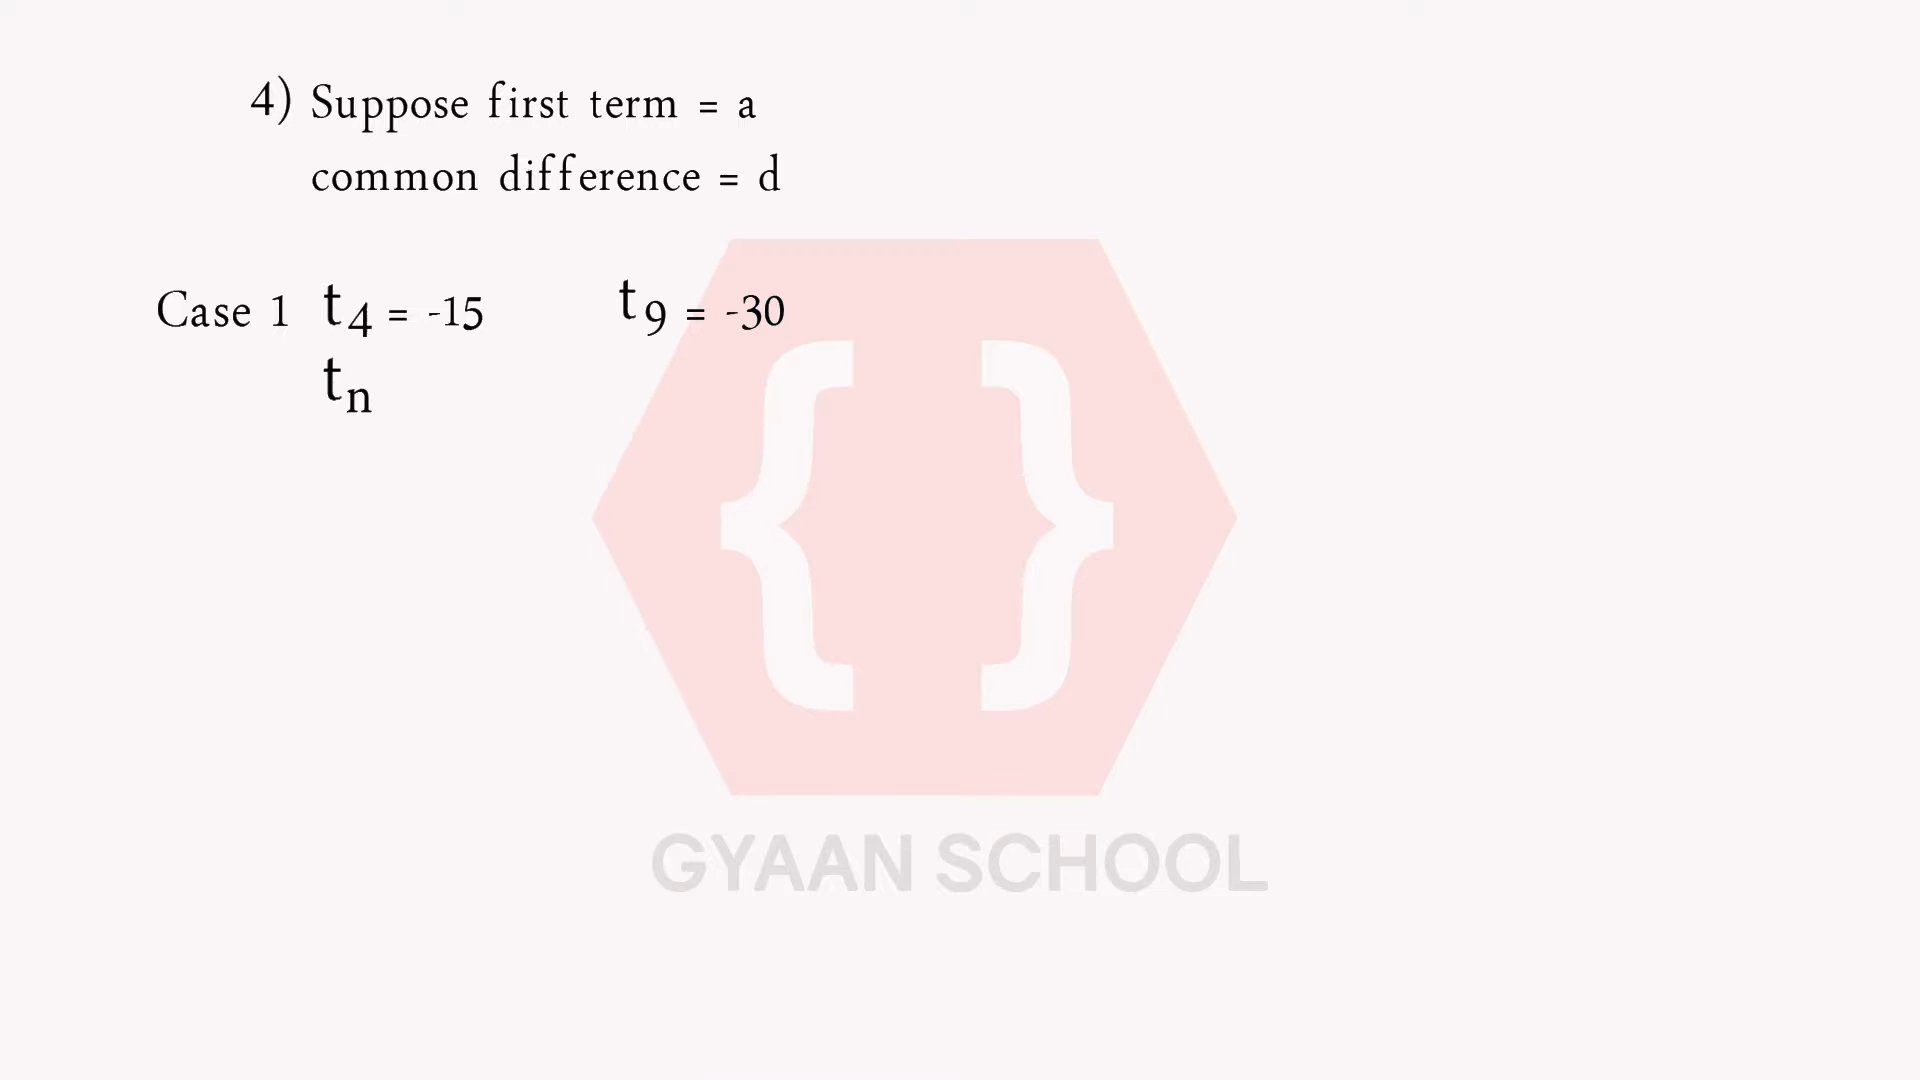 4) Suppose first term = a
common difference = d
Case 1 t4 = -15 t9 = -30
tn
{ }
GYAAN SCHOOL